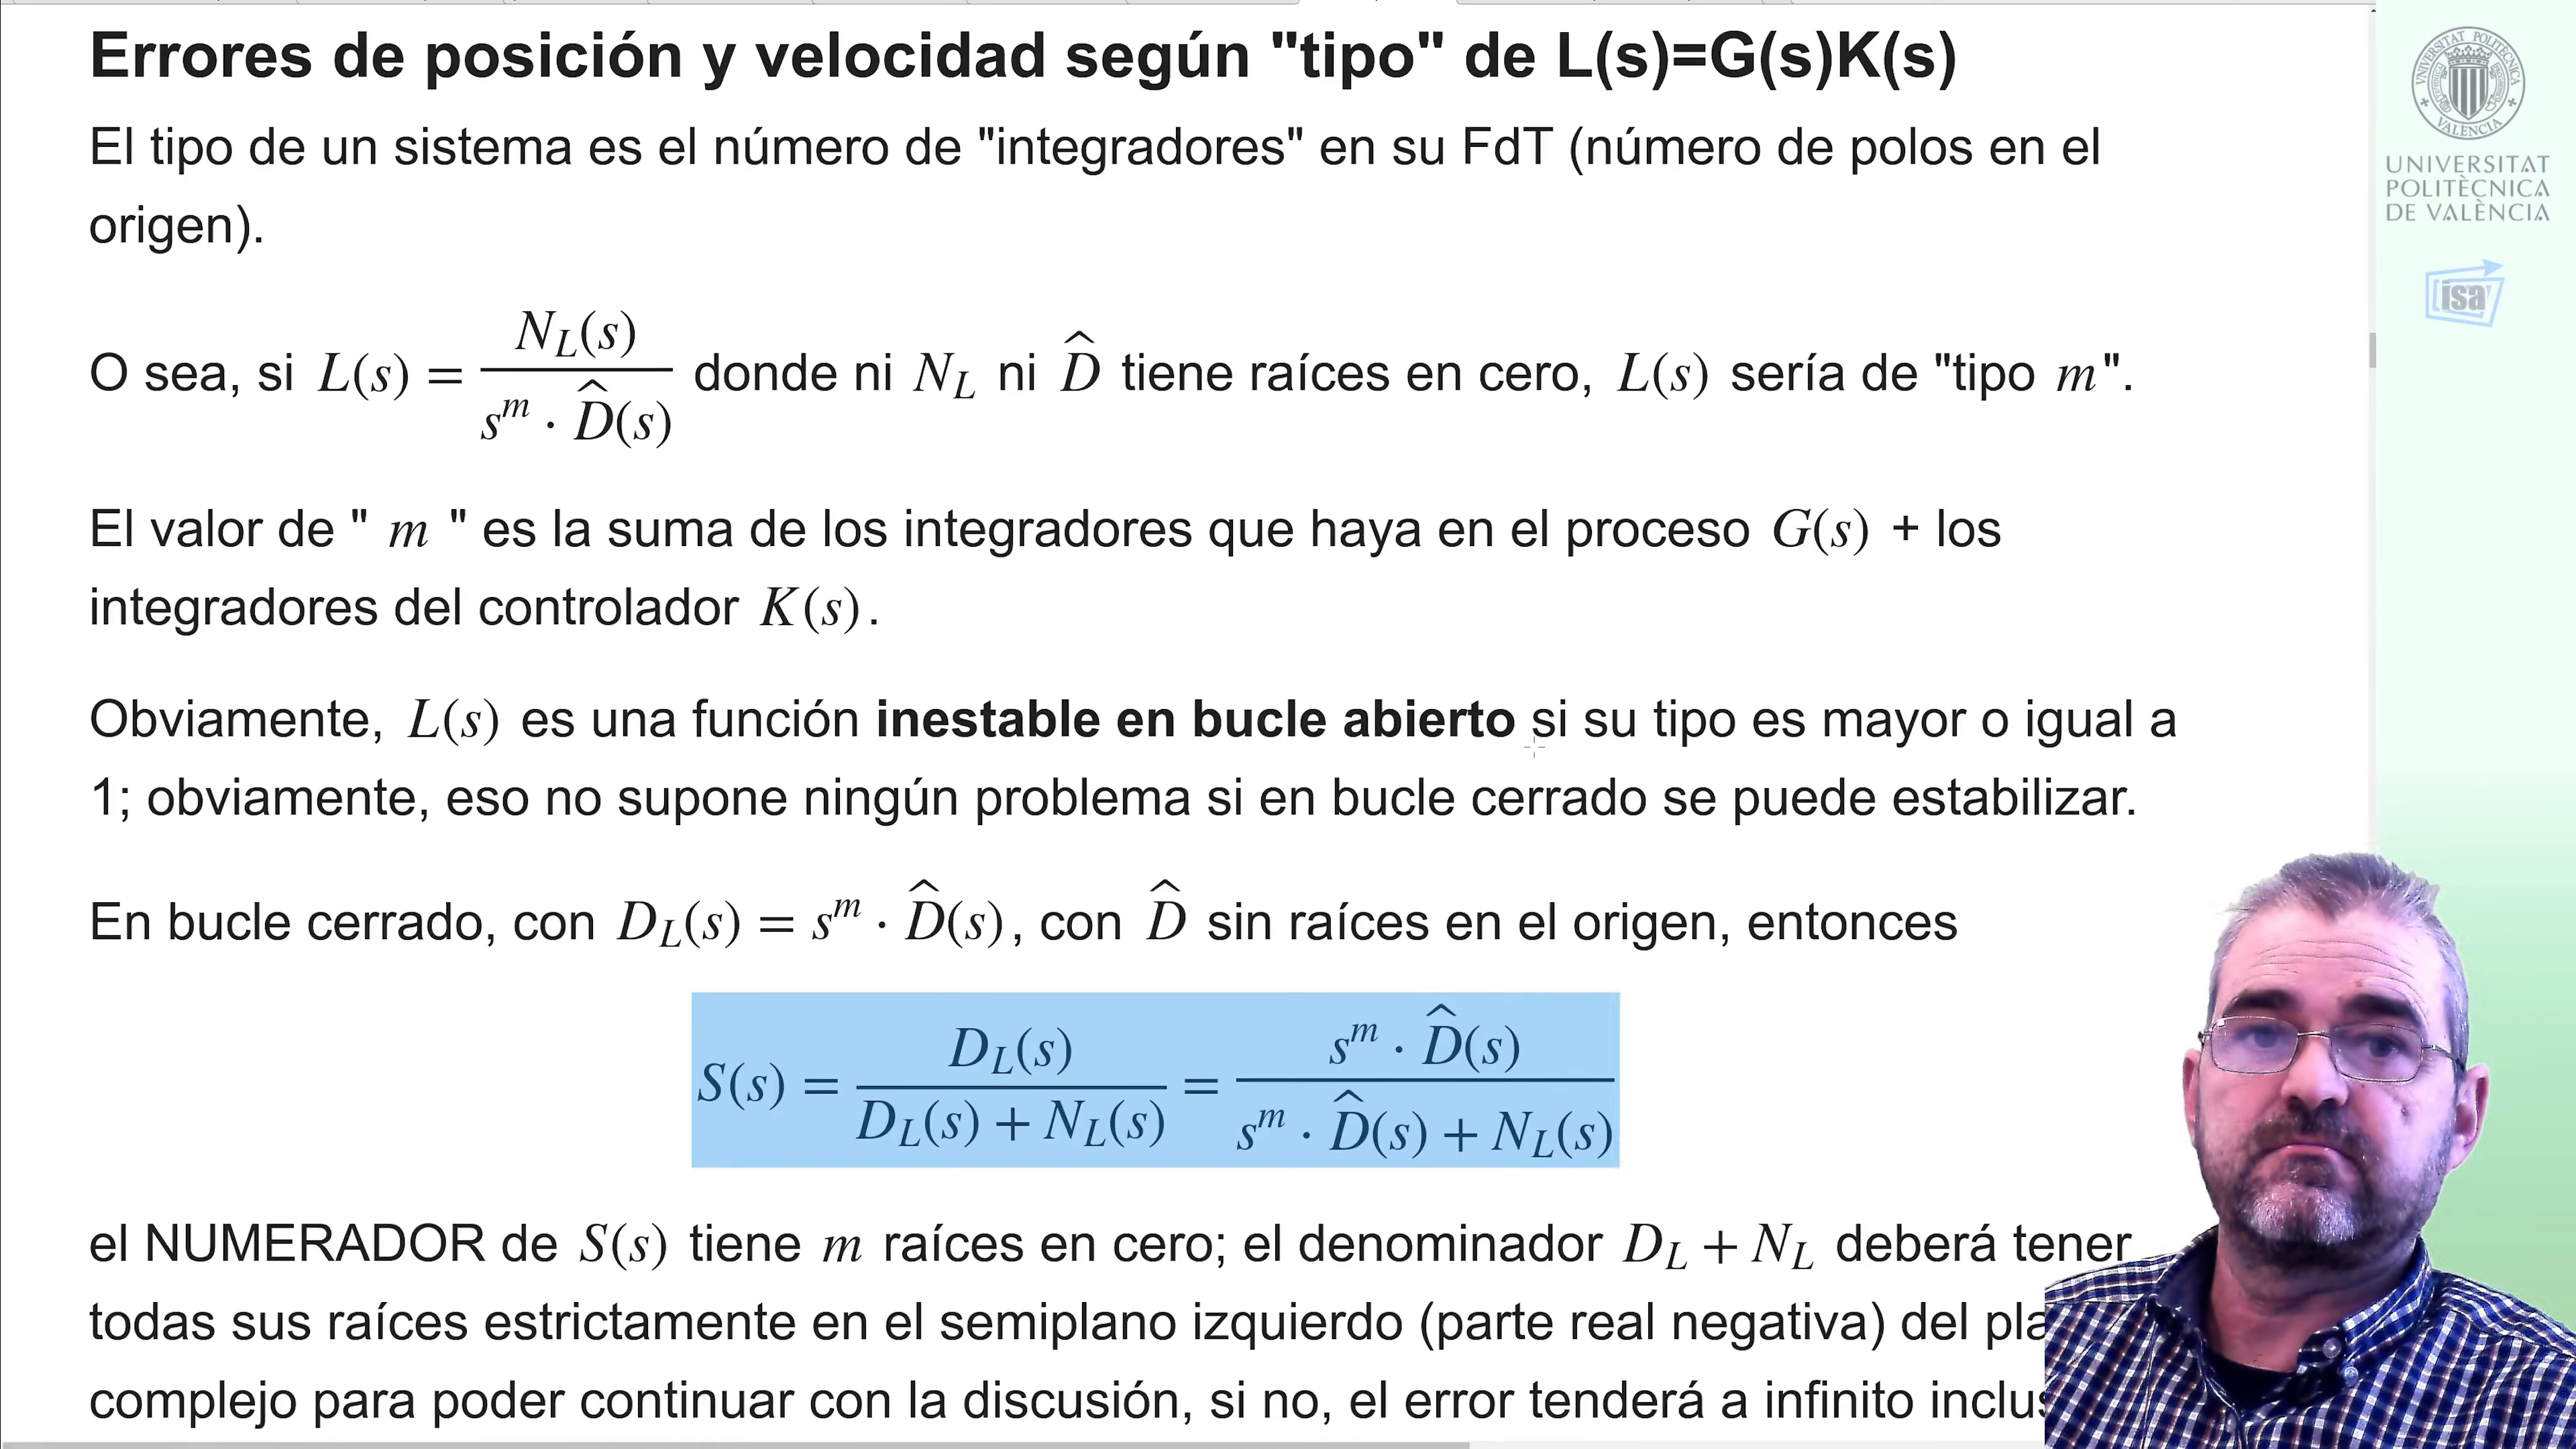 Errores de posición y velocidad según "tipo" de L(s)=G(s)K(s)
El tipo de un sistema es el número de "integradores" en su FdT (número de polos en el
origen).
O sea, si L(s) = N_L(s) / (s^m · D̂(s)) donde ni N_L ni D̂ tiene raíces en cero, L(s) sería de "tipo m".
El valor de " m " es la suma de los integradores que haya en el proceso G(s) + los
integradores del controlador K(s).
Obviamente, L(s) es una función inestable en bucle abierto si su tipo es mayor o igual a
1; obviamente, eso no supone ningún problema si en bucle cerrado se puede estabilizar.
En bucle cerrado, con D_L(s) = s^m · D̂(s), con D̂ sin raíces en el origen, entonces
S(s) = D_L(s) / (D_L(s) + N_L(s)) = s^m · D̂(s) / (s^m · D̂(s) + N_L(s))
el NUMERADOR de S(s) tiene m raíces en cero; el denominador D_L + N_L deberá tener
todas sus raíces estrictamente en el semiplano izquierdo (parte real negativa) del
complejo para poder continuar con la discusión, si no, el error tenderá a infinito
UNIVERSITAT
POLITÈCNICA
DE VALÈNCIA
isa